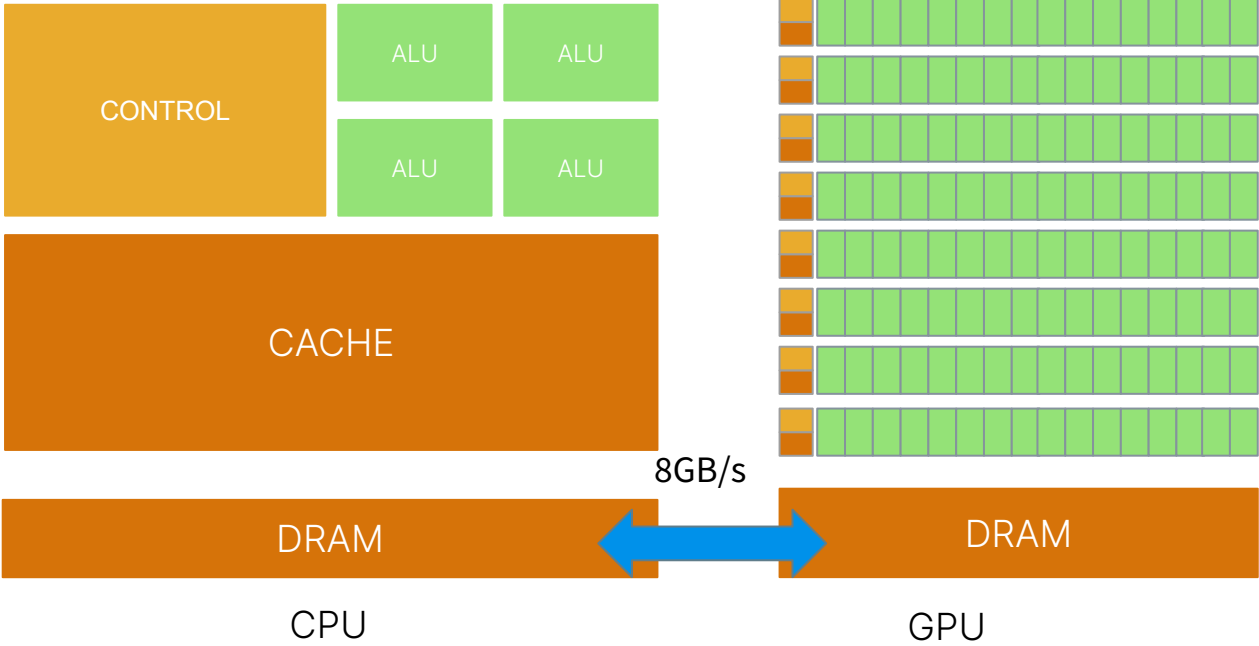 CONTROL
ALU
ALU
ALU
ALU
CACHE
8GB/s
DRAM
DRAM
CPU
GPU